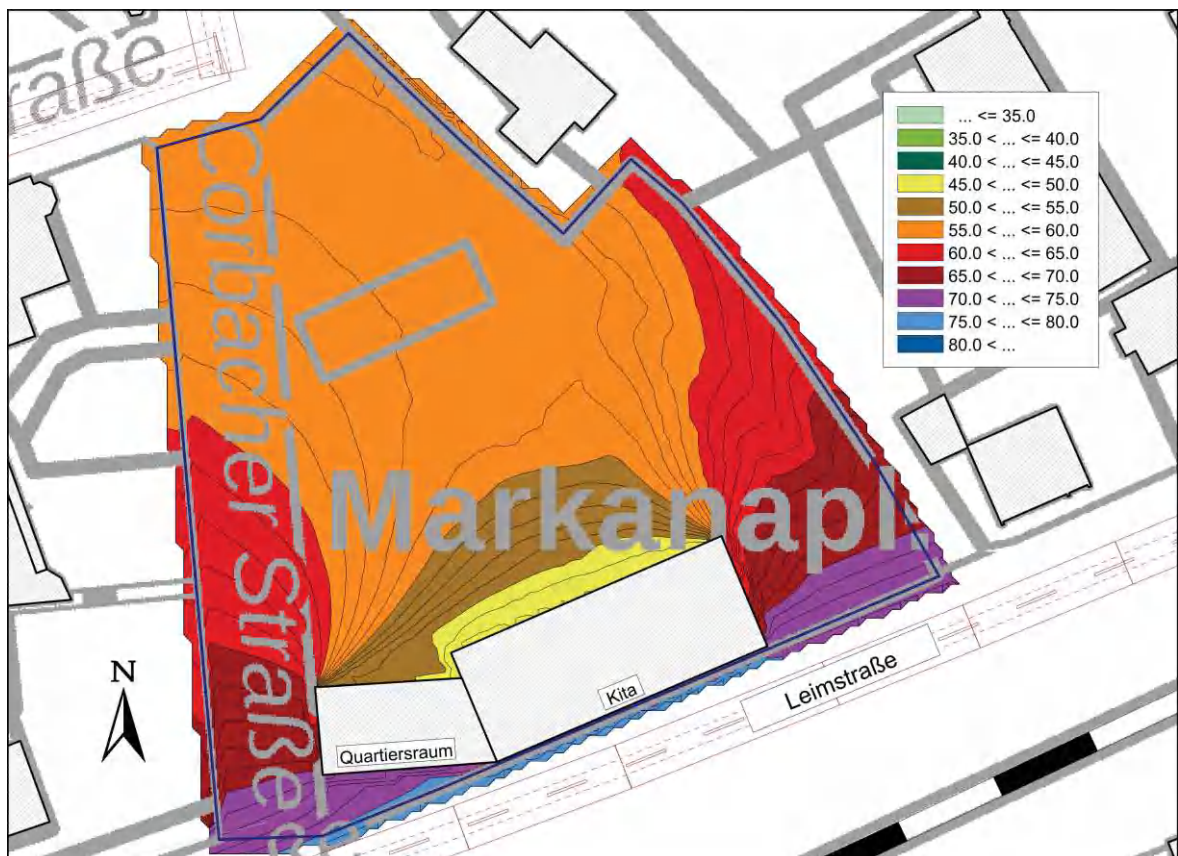 raße
Corbacher Straße
... <= 35.0
35.0 < ... <= 40.0
40.0 < ... <= 45.0
45.0 < ... <= 50.0
50.0 < ... <= 55.0
55.0 < ... <= 60.0
60.0 < ... <= 65.0
65.0 < ... <= 70.0
70.0 < ... <= 75.0
75.0 < ... <= 80.0
80.0 < ...
Markanapl.
N
Kita
Leimstraße
Quartiersraum